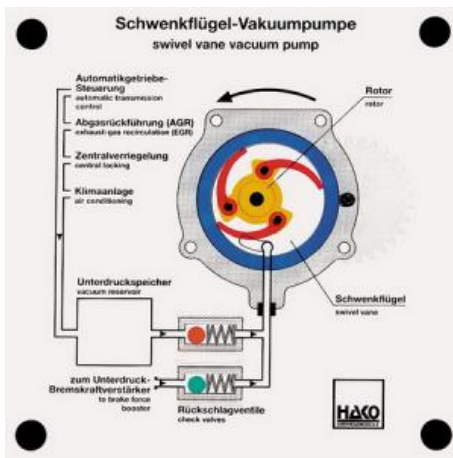 Schwenkflügel-Vakuumpumpe
swivel vane vacuum pump
Automatikgetriebe-
Steuerung
automatic transmission
control
Abgasrückführung (AGR)
exhaust-gas recirculation (EGR)
Zentralverriegelung
central locking
Klimaanlage
air conditioning
Rotor
rotor
Unterdruckspeicher
vacuum reservoir
Schwenkflügel
swivel vane
zum Unterdruck-
Bremskraftverstärker
to brake force
booster
Rückschlagventile
check valves
HAKO